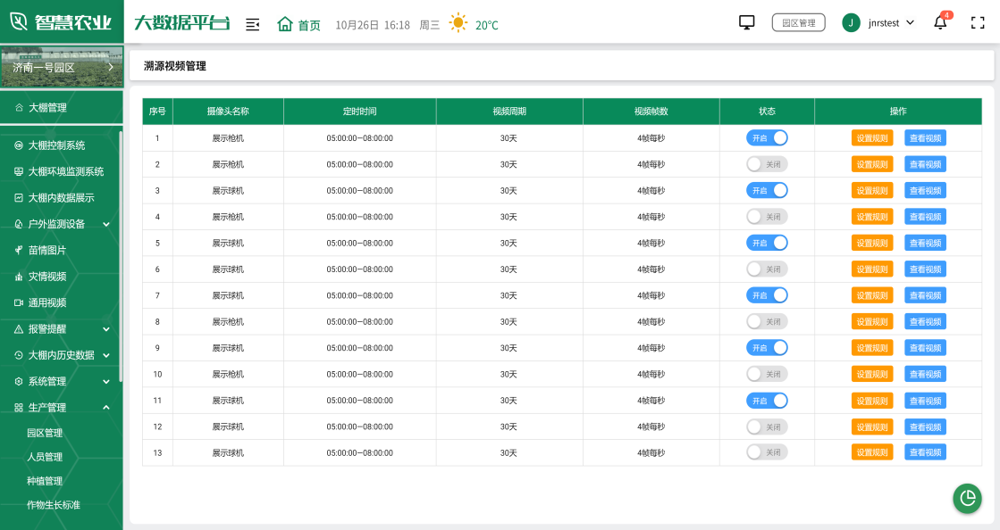 智慧农业
大数据平台 首页 10月26日 16:18 周三 20℃ 园区管理 J jnrstest 4
济南一号园区
大棚管理
大棚控制系统
大棚环境监测系统
大棚内数据展示
户外监测设备
苗情图片
灾情视频
通用视频
报警提醒
大棚内历史数据
系统管理
生产管理
园区管理
人员管理
种植管理
作物生长标准
溯源视频管理
序号 摄像头名称 定时时间 视频周期 视频帧数 状态 操作
1 展示枪机 05:00:00—08:00:00 30天 4帧每秒 开启 设置规则 查看视频
2 展示枪机 05:00:00—08:00:00 30天 4帧每秒 关闭 设置规则 查看视频
3 展示球机 05:00:00—08:00:00 30天 4帧每秒 开启 设置规则 查看视频
4 展示枪机 05:00:00—08:00:00 30天 4帧每秒 关闭 设置规则 查看视频
5 展示球机 05:00:00—08:00:00 30天 4帧每秒 开启 设置规则 查看视频
6 展示球机 05:00:00—08:00:00 30天 4帧每秒 关闭 设置规则 查看视频
7 展示球机 05:00:00—08:00:00 30天 4帧每秒 开启 设置规则 查看视频
8 展示枪机 05:00:00—08:00:00 30天 4帧每秒 关闭 设置规则 查看视频
9 展示球机 05:00:00—08:00:00 30天 4帧每秒 开启 设置规则 查看视频
10 展示枪机 05:00:00—08:00:00 30天 4帧每秒 关闭 设置规则 查看视频
11 展示球机 05:00:00—08:00:00 30天 4帧每秒 开启 设置规则 查看视频
12 展示球机 05:00:00—08:00:00 30天 4帧每秒 关闭 设置规则 查看视频
13 展示球机 05:00:00—08:00:00 30天 4帧每秒 关闭 设置规则 查看视频